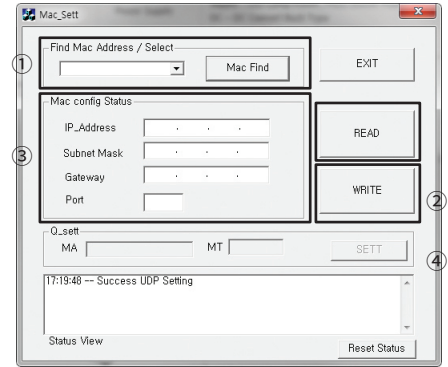 Mac_Sett
Find Mac Address / Select
①
Mac Find
EXIT
Mac config Status
③
IP_Address
Subnet Mask
Gateway
Port
READ
WRITE
②
Q_sett
MA
MT
SETT
④
17:19:48 -- Success UDP Setting
Status View
Reset Status